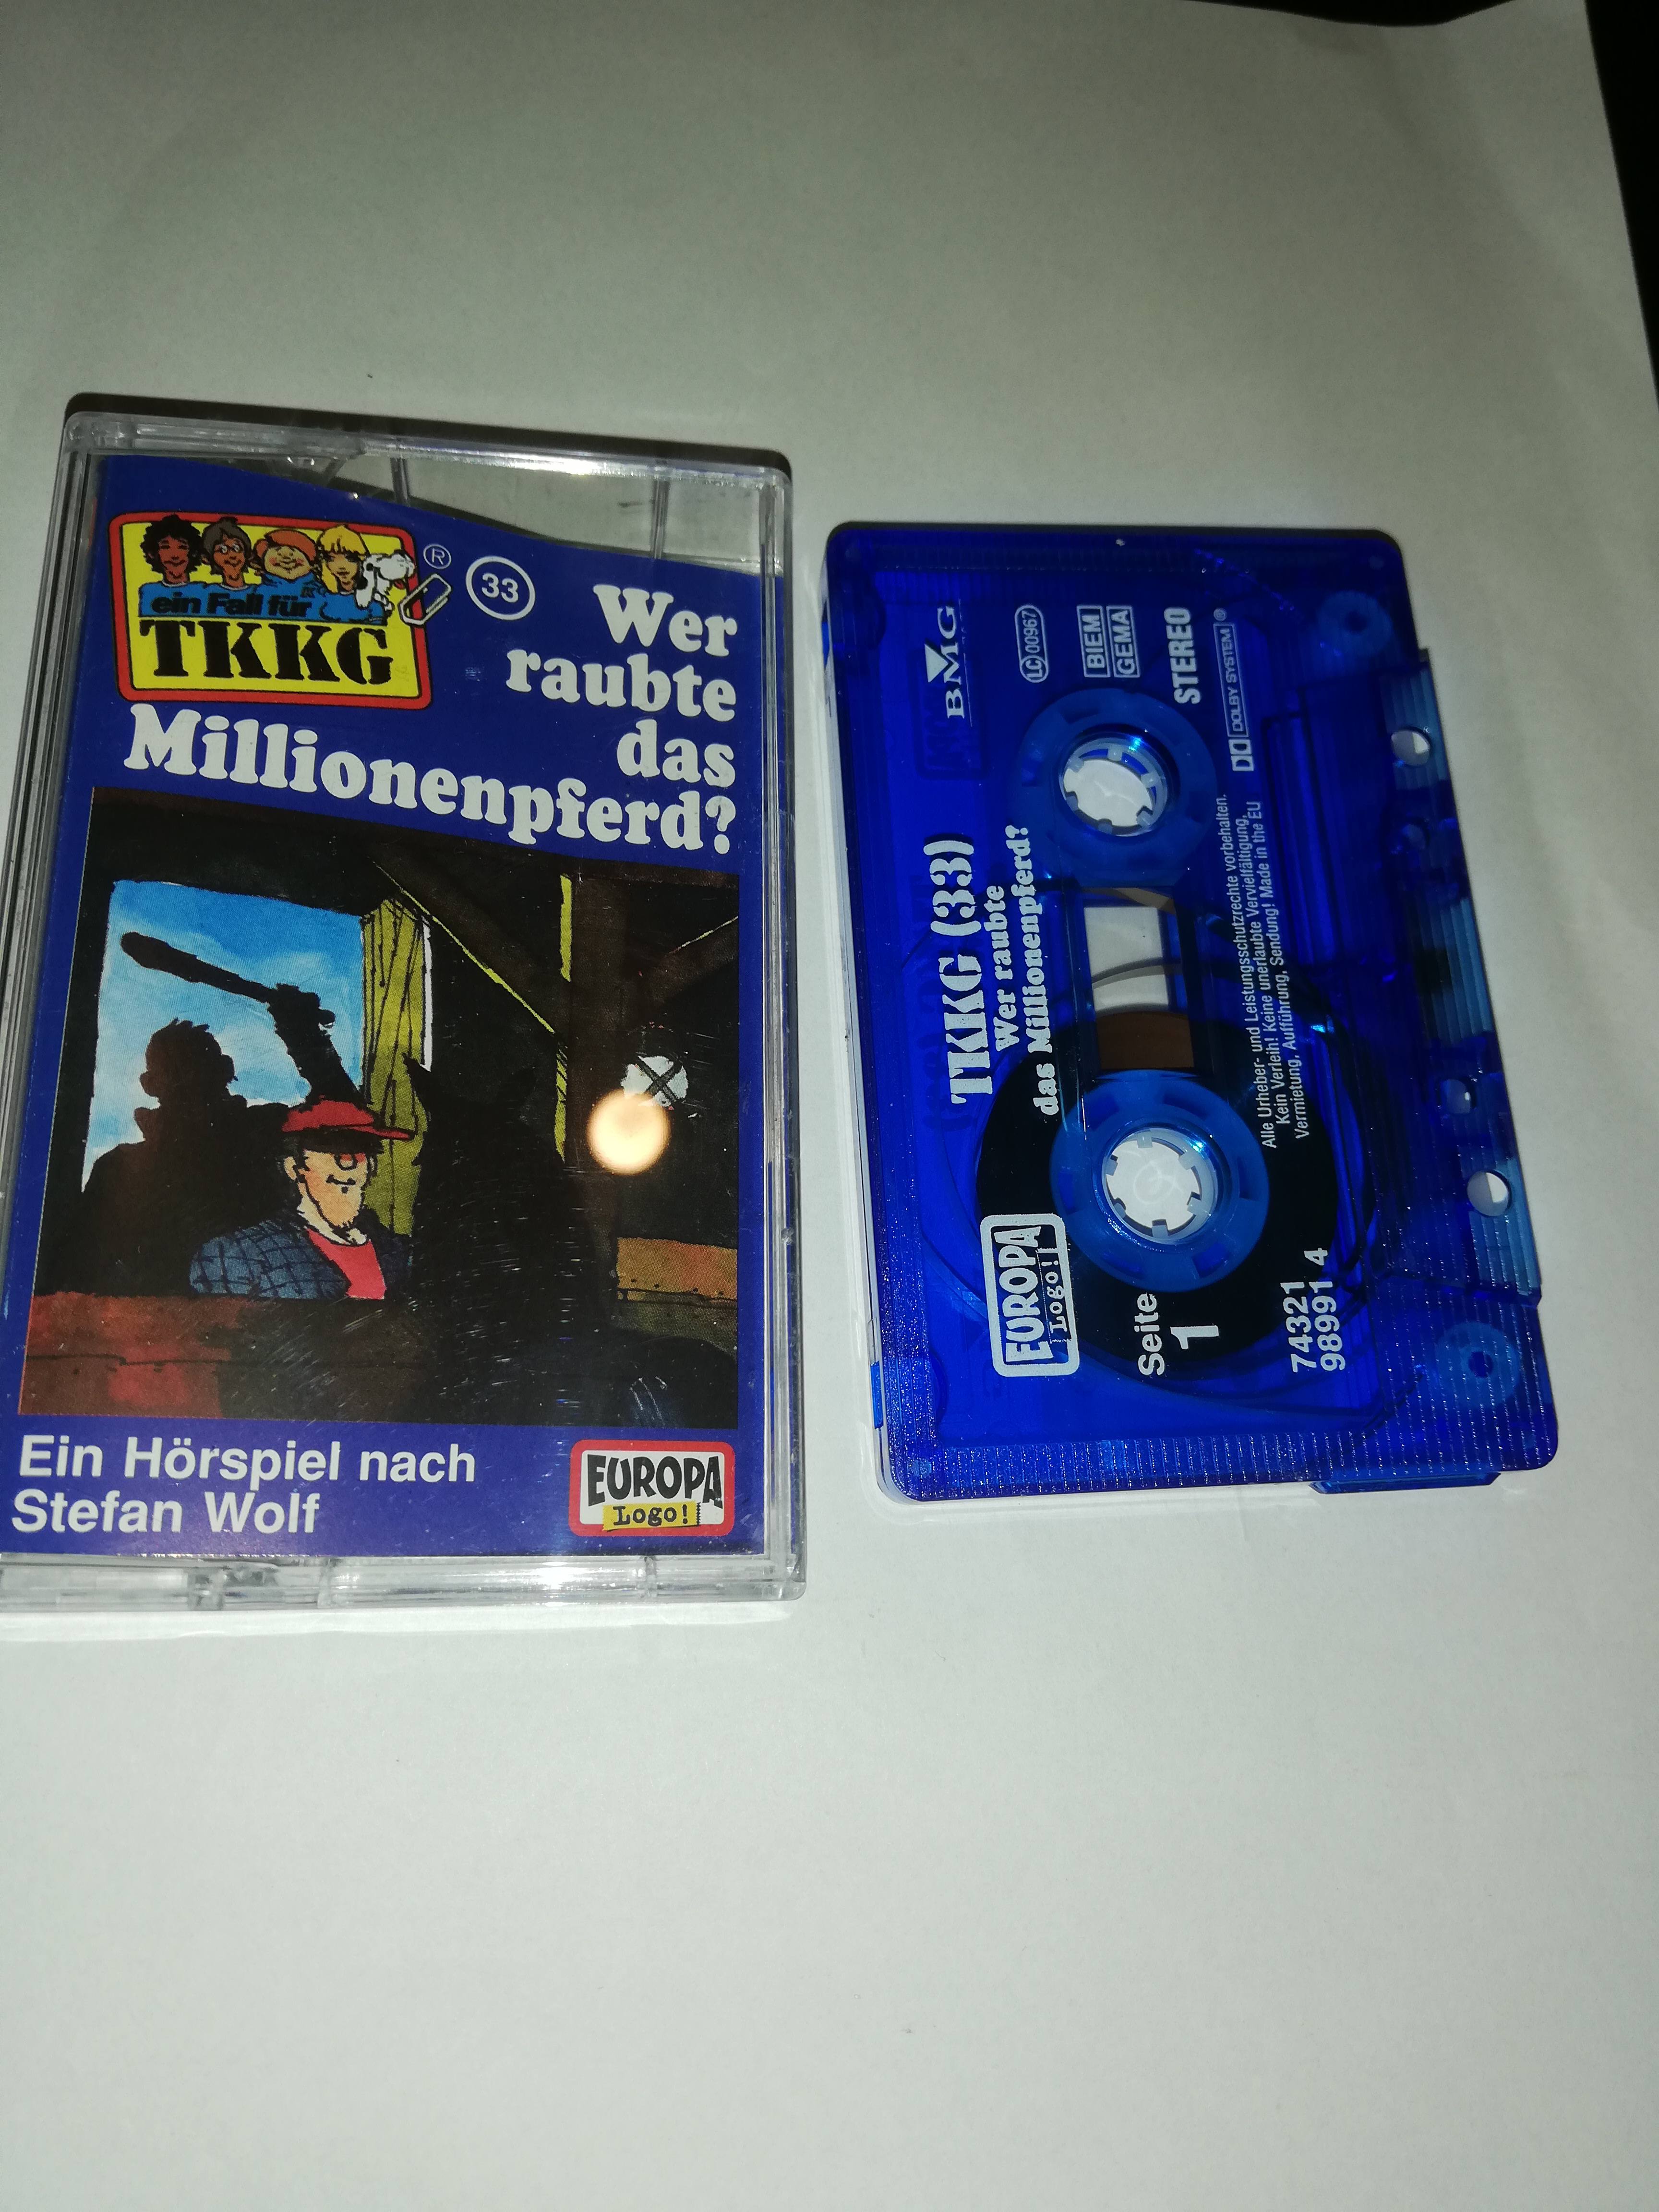 ein Fall für
TKKG
®
33
Wer
raubte
das
Millionenpferd?
Ein Hörspiel nach
Stefan Wolf
EUROPA
Logo!
BMG
LC 00967
BIEM
GEMA
STEREO
DOLBY SYSTEM®
TKKG (33)
Wer raubte
das Millionenpferd?
Alle Urheber- und Leistungsschutzrechte vorbehalten.
Kein Verleih! Keine unerlaubte Vervielfältigung,
Vermietung, Aufführung, Sendung! Made in the EU
EUROPA
Logo!
Seite
1
74321
98991 4